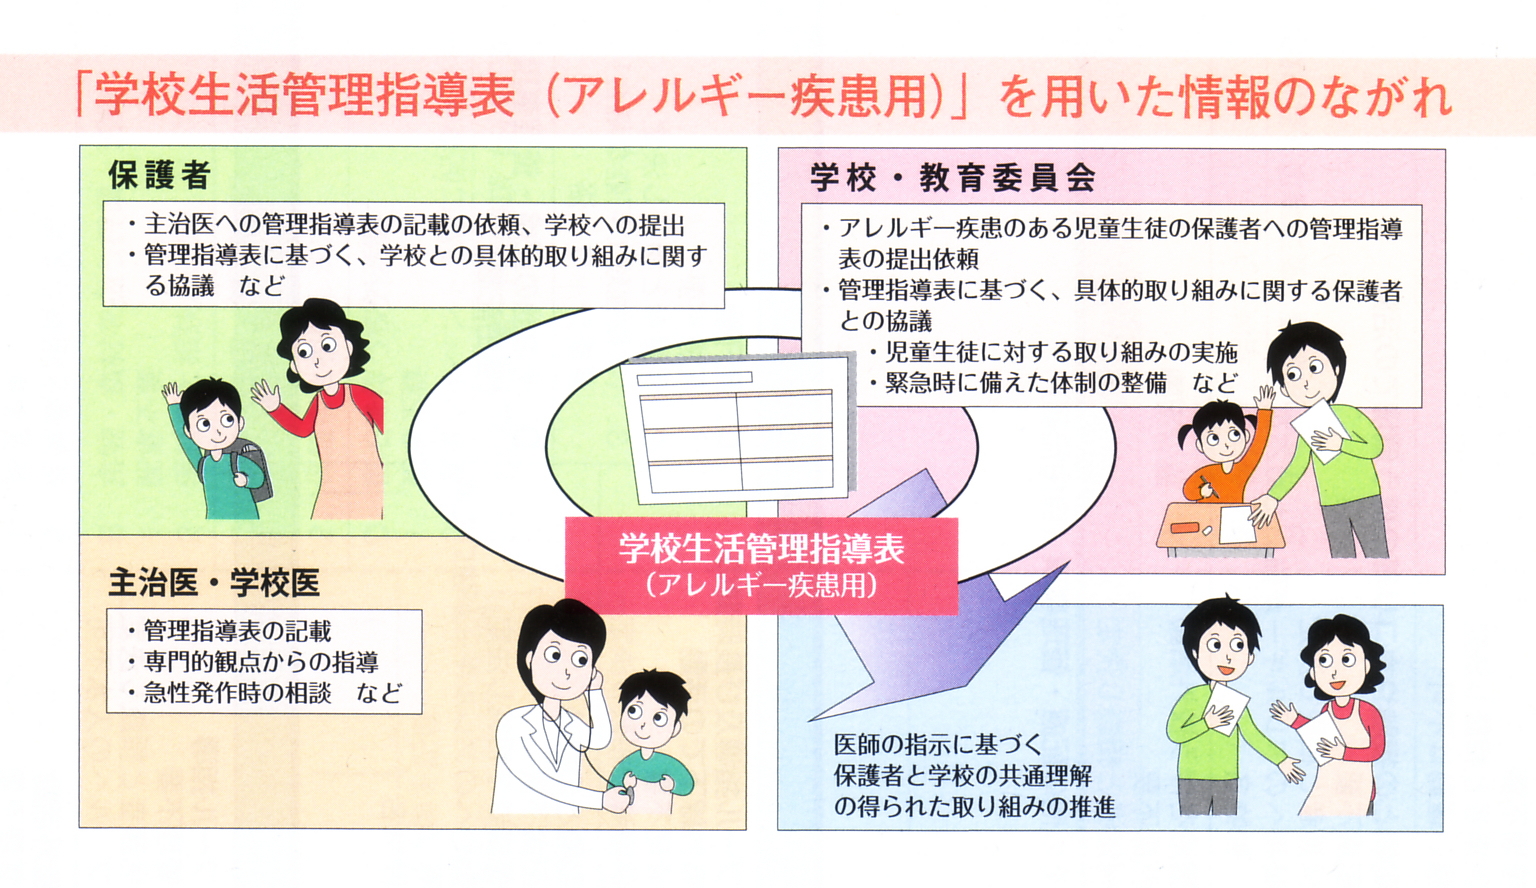 「学校生活管理指導表（アレルギー疾患用）」を用いた情報のながれ
保護者
・主治医への管理指導表の記載の依頼、学校への提出
・管理指導表に基づく、学校との具体的取り組みに関す
る協議　など
学校・教育委員会
・アレルギー疾患のある児童生徒の保護者への管理指導
表の提出依頼
・管理指導表に基づく、具体的取り組みに関する保護者
との協議
・児童生徒に対する取り組みの実施
・緊急時に備えた体制の整備　など
学校生活管理指導表
（アレルギー疾患用）
主治医・学校医
・管理指導表の記載
・専門的観点からの指導
・急性発作時の相談　など
医師の指示に基づく
保護者と学校の共通理解
の得られた取り組みの推進